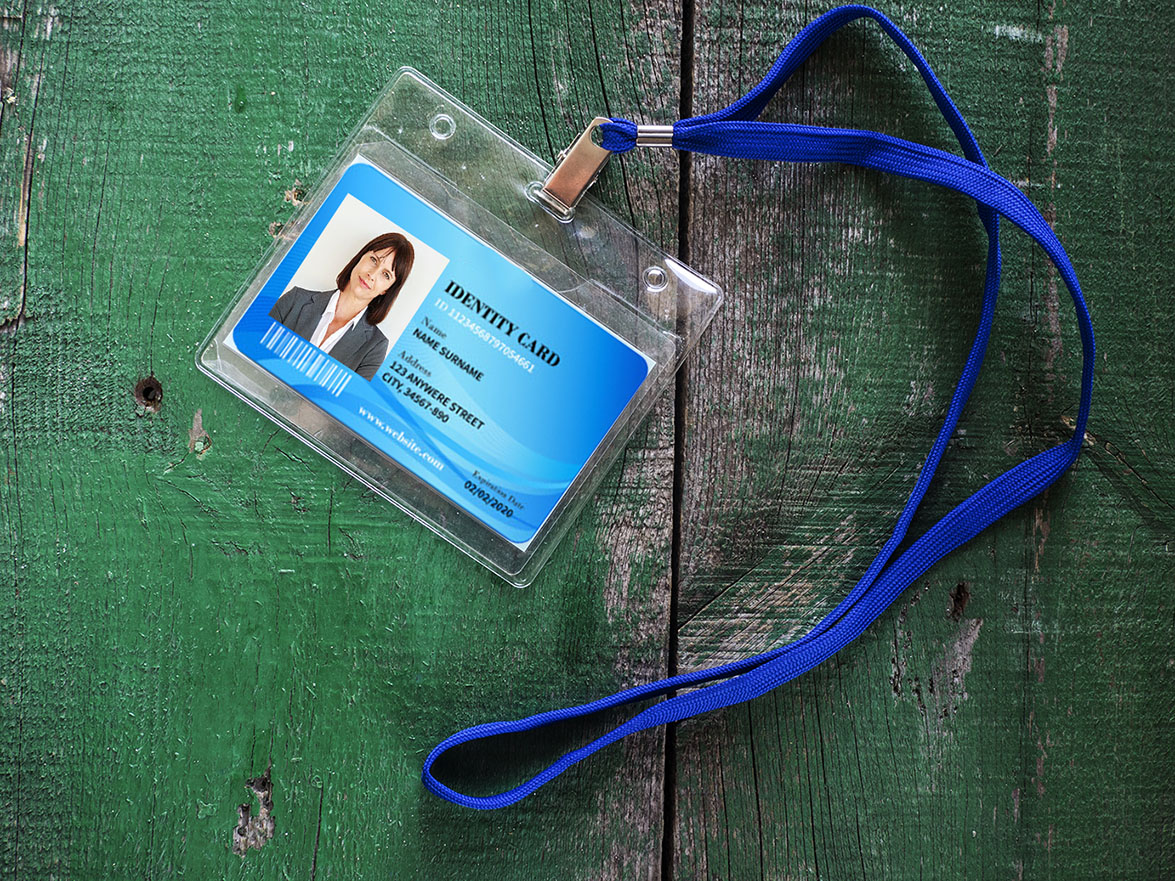 IDENTITY CARD
ID 11234568797054661
Name
NAME SURNAME
Address
123 ANYWERE STREET
CITY, 34567-890
www.website.com
Expiration Date
02/02/2020